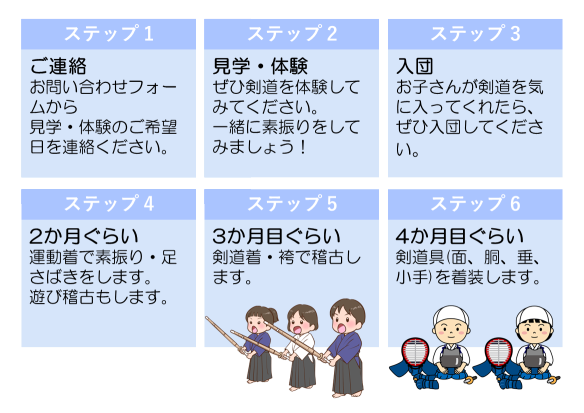 ステップ 1
ご連絡
お問い合わせフォー
ムから
見学・体験のご希望
日を連絡ください。
ステップ 2
見学・体験
ぜひ剣道を体験して
みてください。
一緒に素振りをして
みましょう！
ステップ 3
入団
お子さんが剣道を気
に入ってくれたら、
ぜひ入団してくださ
い。
ステップ 4
2か月ぐらい
運動着で素振り・足
さばきをします。
遊び稽古もします。
ステップ 5
3か月目ぐらい
剣道着・袴で稽古し
ます。
ステップ 6
4か月目ぐらい
剣道具(面、胴、垂、
小手)を着装します。